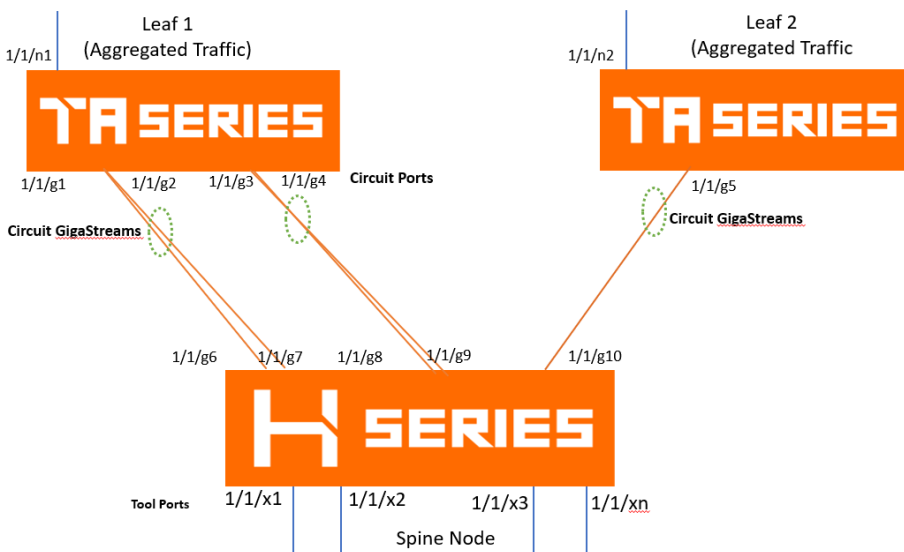 Leaf 1
(Aggregated Traffic)
Leaf 2
(Aggregated Traffic
1/1/n1
1/1/n2
TA SERIES
TA SERIES
1/1/g1
1/1/g2
1/1/g3
1/1/g4
Circuit Ports
1/1/g5
Circuit GigaStreams
Circuit GigaStreams
1/1/g6
1/1/g7
1/1/g8
1/1/g9
1/1/g10
H SERIES
Tool Ports
1/1/x1
1/1/x2
1/1/x3
1/1/xn
Spine Node